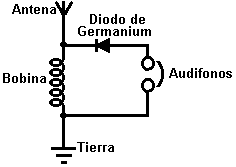 Antena
Diodo de
Germanium
Bobina
Audifonos
Tierra